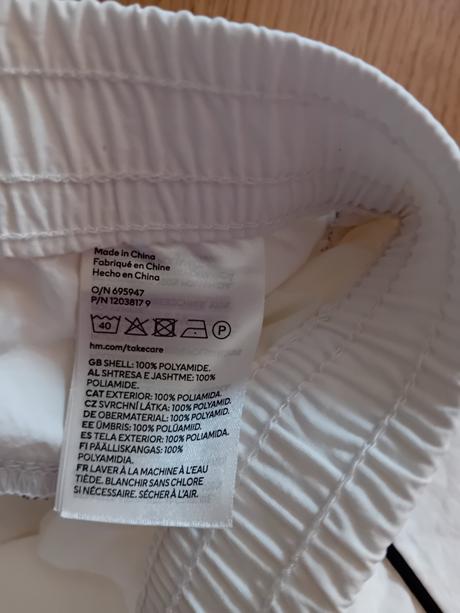 Made in China
Fabriqué en Chine
Hecho en China
O/N 695947
P/N 1203817 9
40
P
hm.com/takecare
GB SHELL: 100% POLYAMIDE.
AL SHTRESA E JASHTME: 100%
POLIAMIDE.
CAT EXTERIOR: 100% POLIAMIDA.
CZ SVRCHNÍ LÁTKA: 100% POLYAMID.
DE OBERMATERIAL: 100% POLYAMID.
EE ÜMBRIS: 100% POLÜAMIID.
ES TELA EXTERIOR: 100% POLIAMIDA.
FI PÄÄLLISKANGAS: 100%
POLYAMIDIA.
FR LAVER À LA MACHINE À L'EAU
TIÈDE. BLANCHIR SANS CHLORE
SI NÉCESSAIRE. SÉCHER À L'AIR.